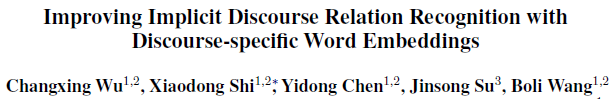 Improving Implicit Discourse Relation Recognition with
Discourse-specific Word Embeddings
Changxing Wu1,2, Xiaodong Shi1,2*, Yidong Chen1,2, Jinsong Su3, Boli Wang1,2